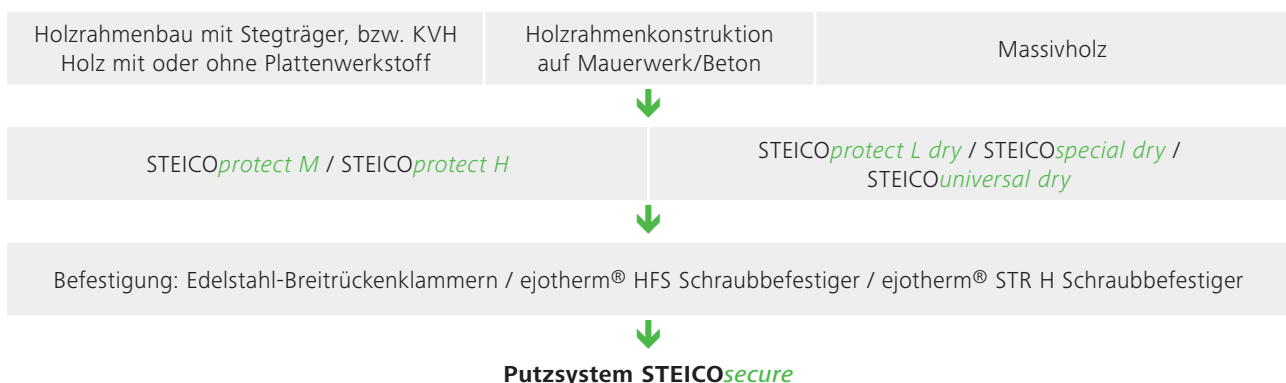 Holzrahmenbau mit Stegträger, bzw. KVH
Holz mit oder ohne Plattenwerkstoff
Holzrahmenkonstruktion
auf Mauerwerk/Beton
Massivholz
STEICOprotect M / STEICOprotect H
STEICOprotect L dry / STEICOspecial dry /
STEICOuniversal dry
Befestigung: Edelstahl-Breitrückenklammern / ejotherm® HFS Schraubbefestiger / ejotherm® STR H Schraubbefestiger
Putzsystem STEICOsecure